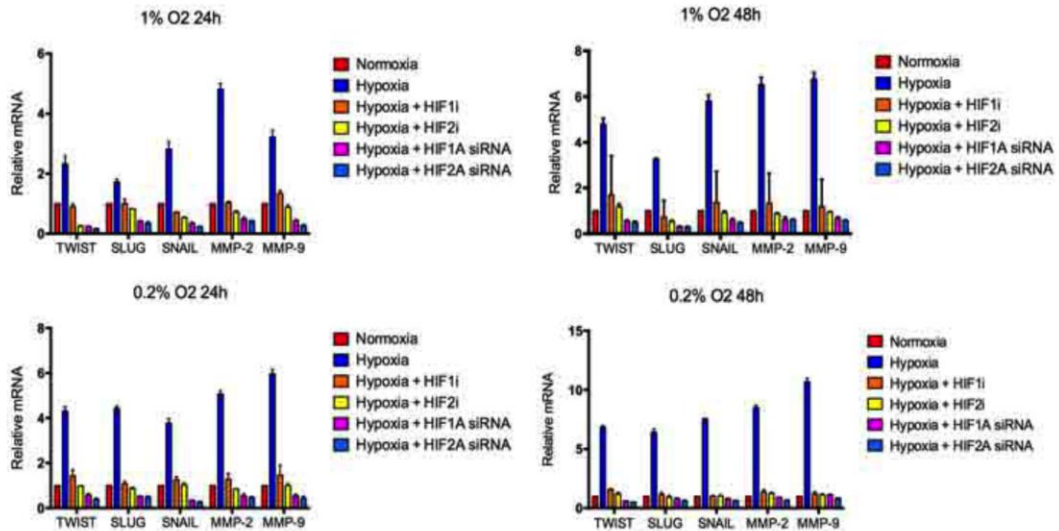 1% O2 24h
Relative mRNA
6
4
2
0
TWIST SLUG SNAIL MMP-2 MMP-9
Normoxia
Hypoxia
Hypoxia + HIF1i
Hypoxia + HIF2i
Hypoxia + HIF1A siRNA
Hypoxia + HIF2A siRNA
1% O2 48h
Relative mRNA
8
6
4
2
0
TWIST SLUG SNAIL MMP-2 MMP-9
Normoxia
Hypoxia
Hypoxia + HIF1i
Hypoxia + HIF2i
Hypoxia + HIF1A siRNA
Hypoxia + HIF2A siRNA
0.2% O2 24h
Relative mRNA
8
6
4
2
0
TWIST SLUG SNAIL MMP-2 MMP-9
Normoxia
Hypoxia
Hypoxia + HIF1i
Hypoxia + HIF2i
Hypoxia + HIF1A siRNA
Hypoxia + HIF2A siRNA
0.2% O2 48h
Relative mRNA
15
10
5
0
TWIST SLUG SNAIL MMP-2 MMP-9
Normoxia
Hypoxia
Hypoxia + HIF1i
Hypoxia + HIF2i
Hypoxia + HIF1A siRNA
Hypoxia + HIF2A siRNA